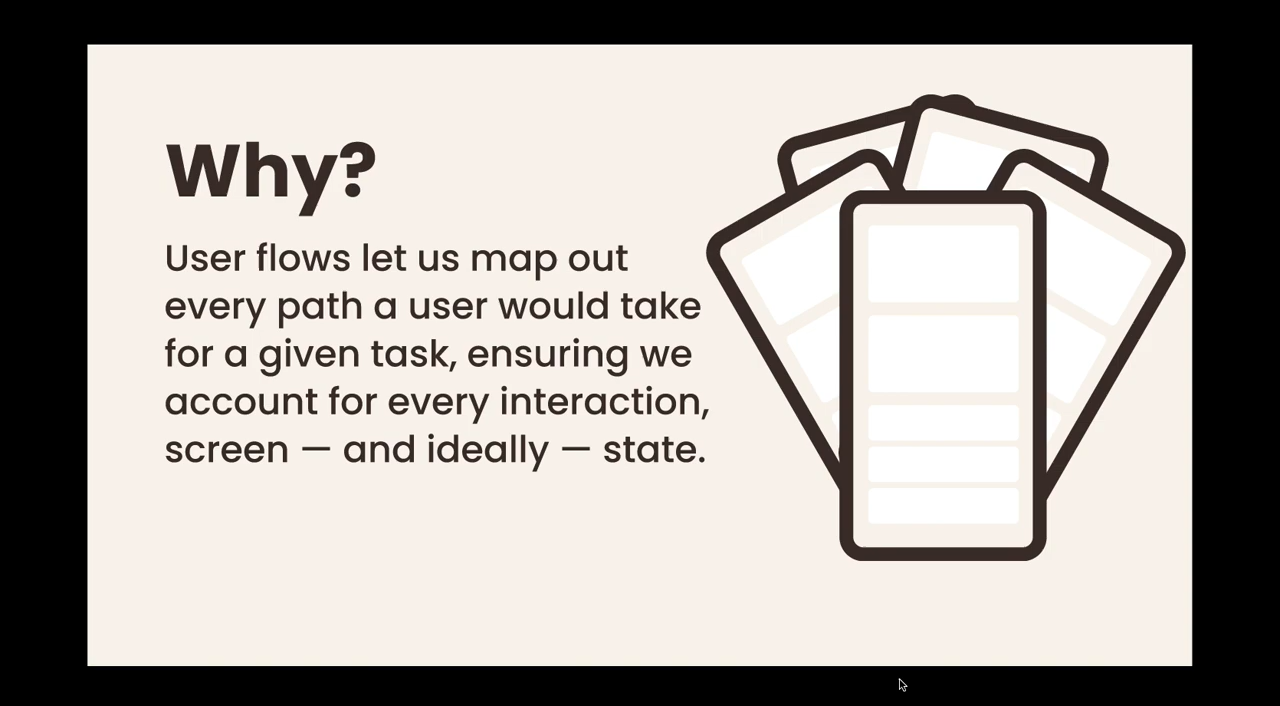 Why?
User flows let us map out
every path a user would take
for a given task, ensuring we
account for every interaction,
screen — and ideally — state.